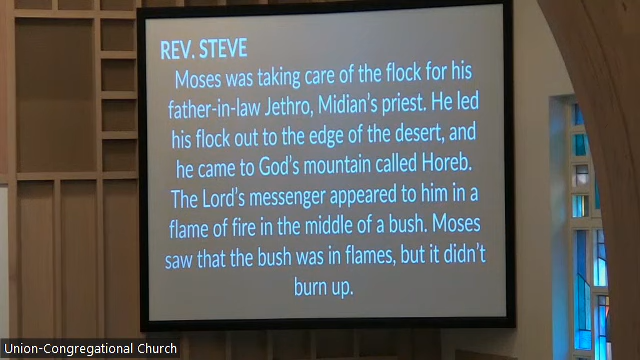 REV. STEVE
Moses was taking care of the flock for his
father-in-law Jethro, Midian's priest. He led
his flock out to the edge of the desert, and
he came to God's mountain called Horeb.
The Lord's messenger appeared to him in a
flame of fire in the middle of a bush. Moses
saw that the bush was in flames, but it didn't
burn up.
Union-Congregational Church